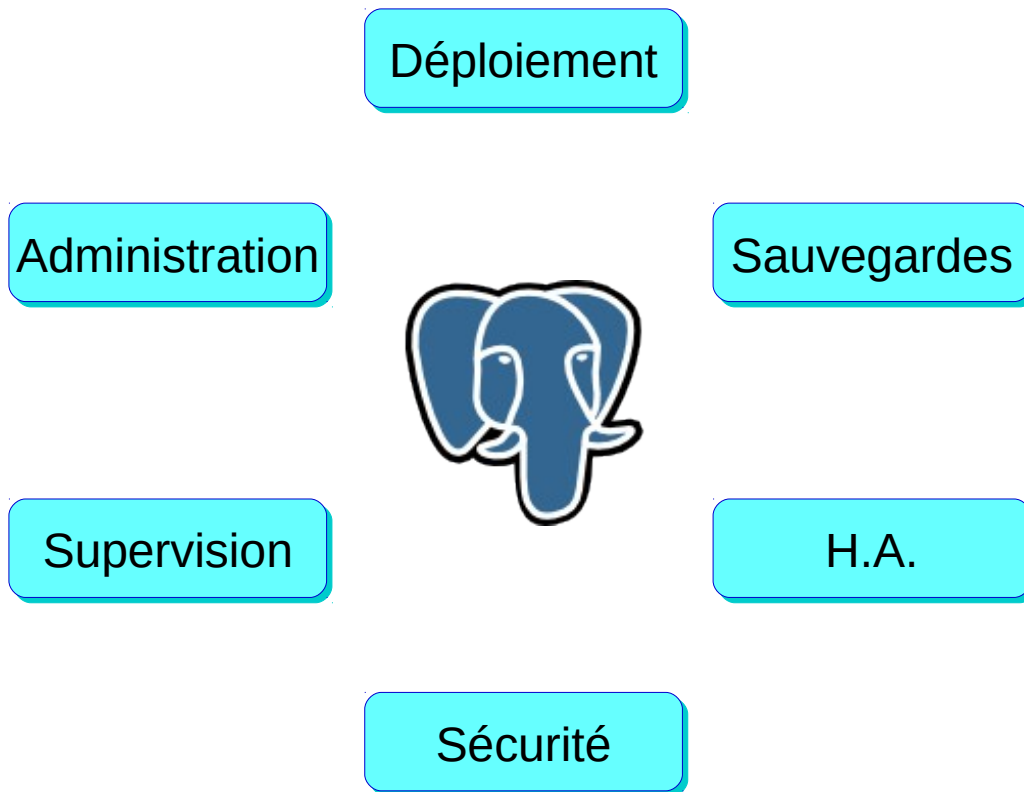 Déploiement
Administration
Sauvegardes
Supervision
H.A.
Sécurité